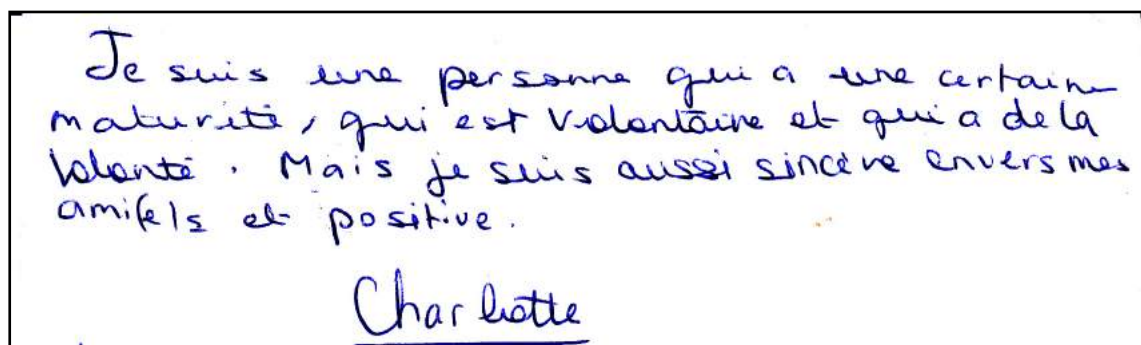 Je suis une personne qui a une certaine
maturité, qui est volontaire et qui a de la
volonté. Mais je suis aussi sincère envers mes
ami(e)s et positive.
Charlotte